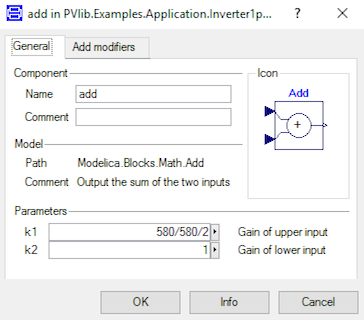 add in PVlib.Examples.Application.Inverter1p...
General
Add modifiers
Component
Name add
Comment
Icon
Add
+
Model
Path Modelica.Blocks.Math.Add
Comment Output the sum of the two inputs
Parameters
k1 580/580/2 Gain of upper input
k2 1 Gain of lower input
OK Info Cancel